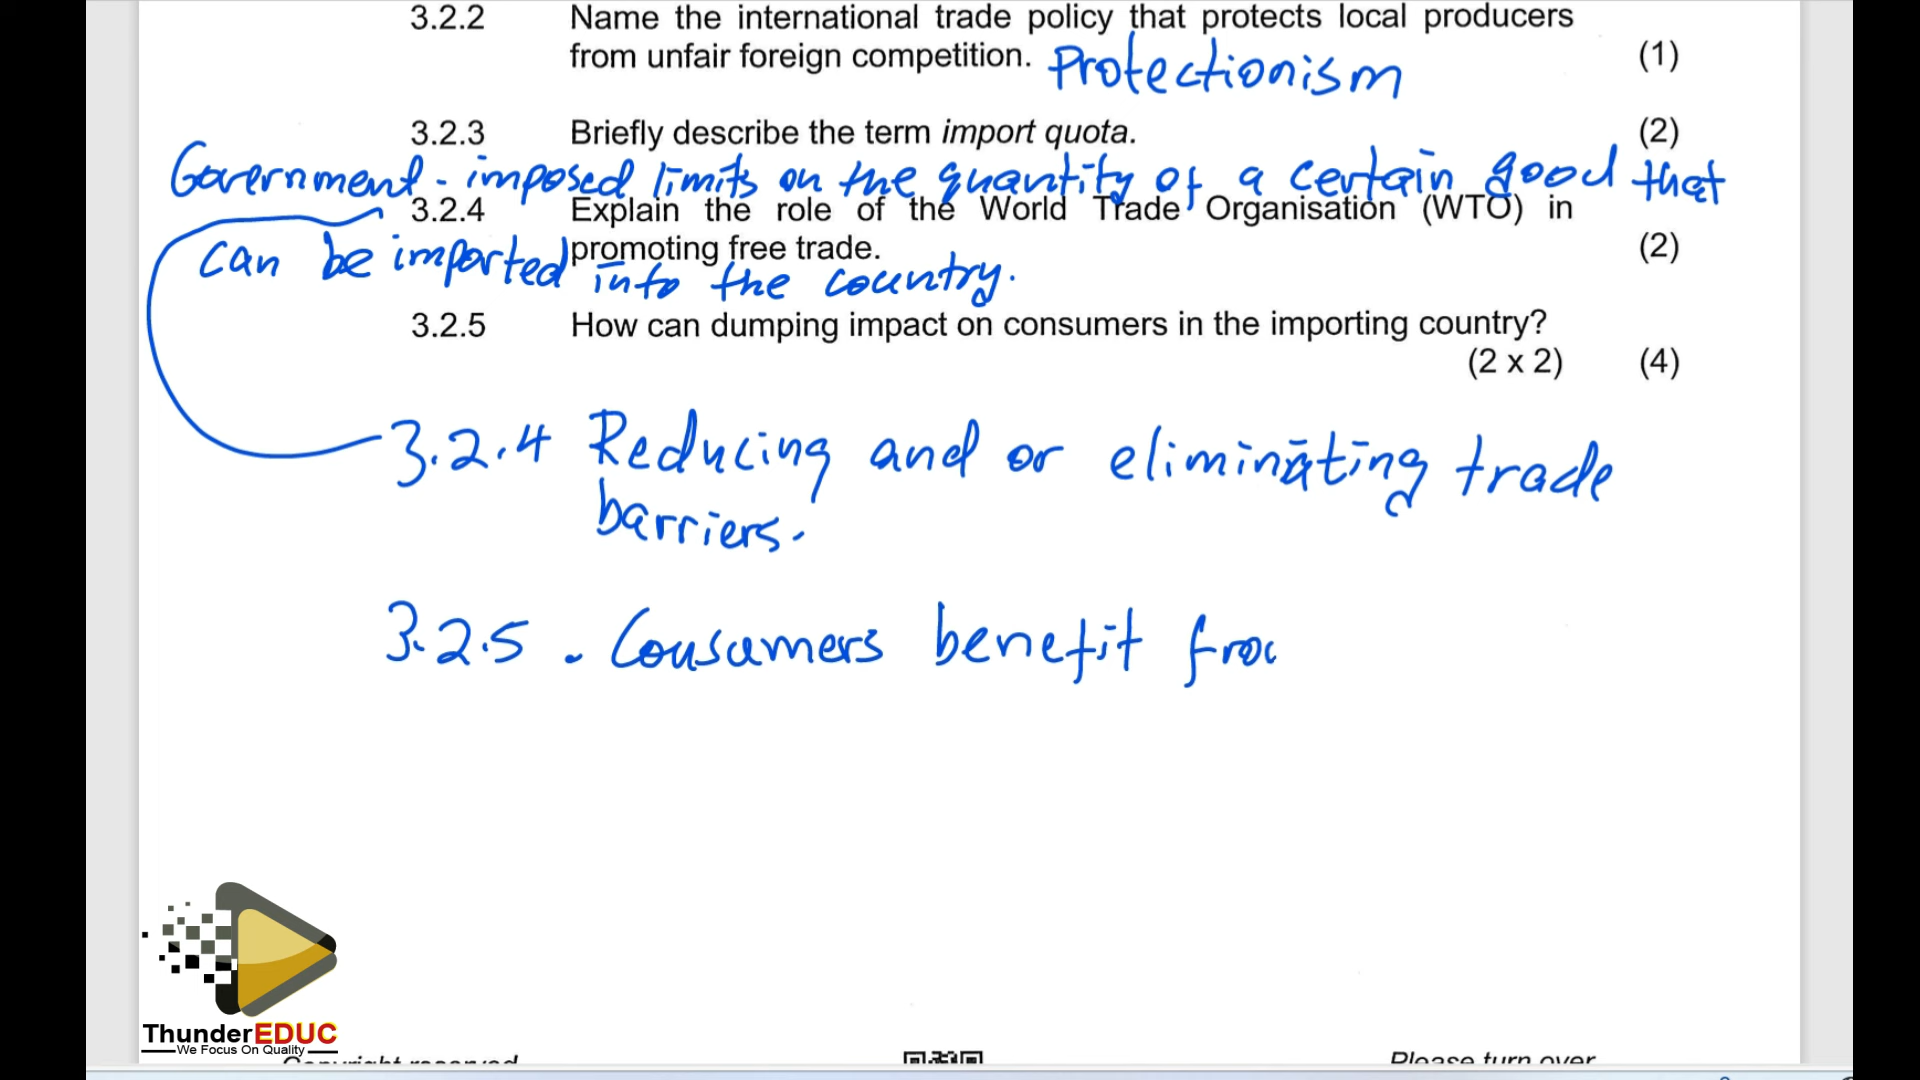 3.2.2 Name the international trade policy that protects local producers
from unfair foreign competition. Protectionism (1)
3.2.3 Briefly describe the term import quota. (2)
Government - imposed limits on the quantity of a certain good that
3.2.4 Explain the role of the World Trade Organisation (WTO) in
promoting free trade. (2)
can be imported into the country.
3.2.5 How can dumping impact on consumers in the importing country?
(2 x 2) (4)
3.2.4 Reducing and or eliminating trade
barriers.
3.2.5 . Consumers benefit fro
ThunderEDUC
We Focus On Quality
Copyright reserved
Please turn over